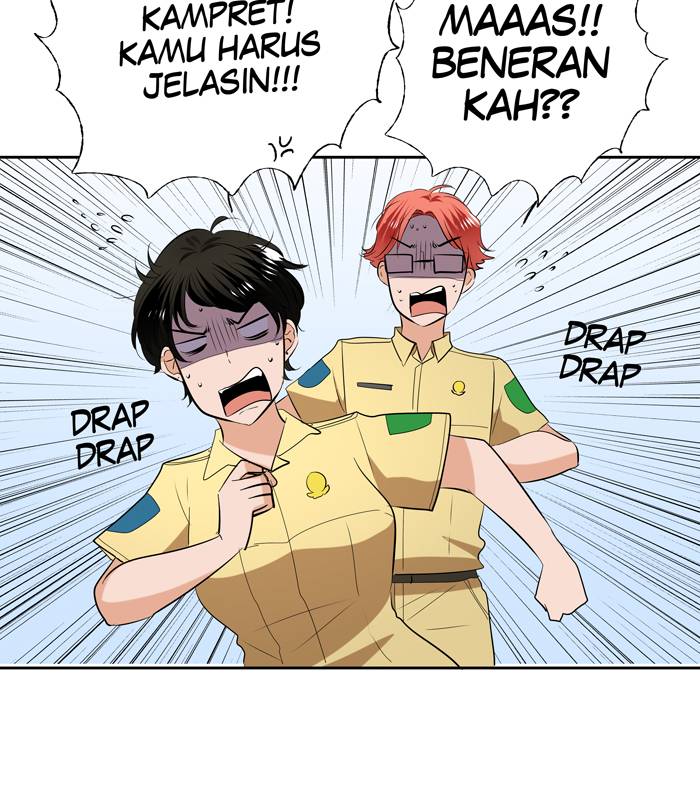 KAMPRET!
KAMU HARUS
JELASIN!!!
MAAAS!!
BENERAN
KAH??
DRAP
DRAP
DRAP
DRAP